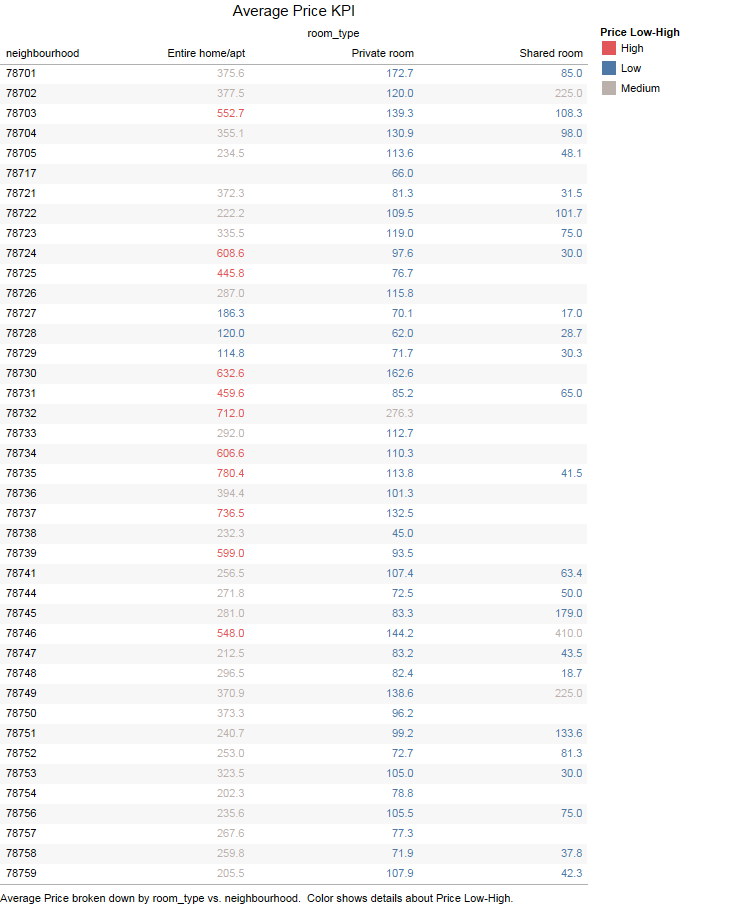 Average Price KPI
room_type
neighbourhood Entire home/apt Private room Shared room
78701 375.6 172.7 85.0
78702 377.5 120.0 225.0
78703 552.7 139.3 108.3
78704 355.1 130.9 98.0
78705 234.5 113.6 48.1
78717 66.0
78721 372.3 81.3 31.5
78722 222.2 109.5 101.7
78723 335.5 119.0 75.0
78724 608.6 97.6 30.0
78725 445.8 76.7
78726 287.0 115.8
78727 186.3 70.1 17.0
78728 120.0 62.0 28.7
78729 114.8 71.7 30.3
78730 632.6 162.6
78731 459.6 85.2 65.0
78732 712.0 276.3
78733 292.0 112.7
78734 606.6 110.3
78735 780.4 113.8 41.5
78736 394.4 101.3
78737 736.5 132.5
78738 232.3 45.0
78739 599.0 93.5
78741 256.5 107.4 63.4
78744 271.8 72.5 50.0
78745 281.0 83.3 179.0
78746 548.0 144.2 410.0
78747 212.5 83.2 43.5
78748 296.5 82.4 18.7
78749 370.9 138.6 225.0
78750 373.3 96.2
78751 240.7 99.2 133.6
78752 253.0 72.7 81.3
78753 323.5 105.0 30.0
78754 202.3 78.8
78756 235.6 105.5 75.0
78757 267.6 77.3
78758 259.8 71.9 37.8
78759 205.5 107.9 42.3
Average Price broken down by room_type vs. neighbourhood. Color shows details about Price Low-High.
Price Low-High
High
Low
Medium